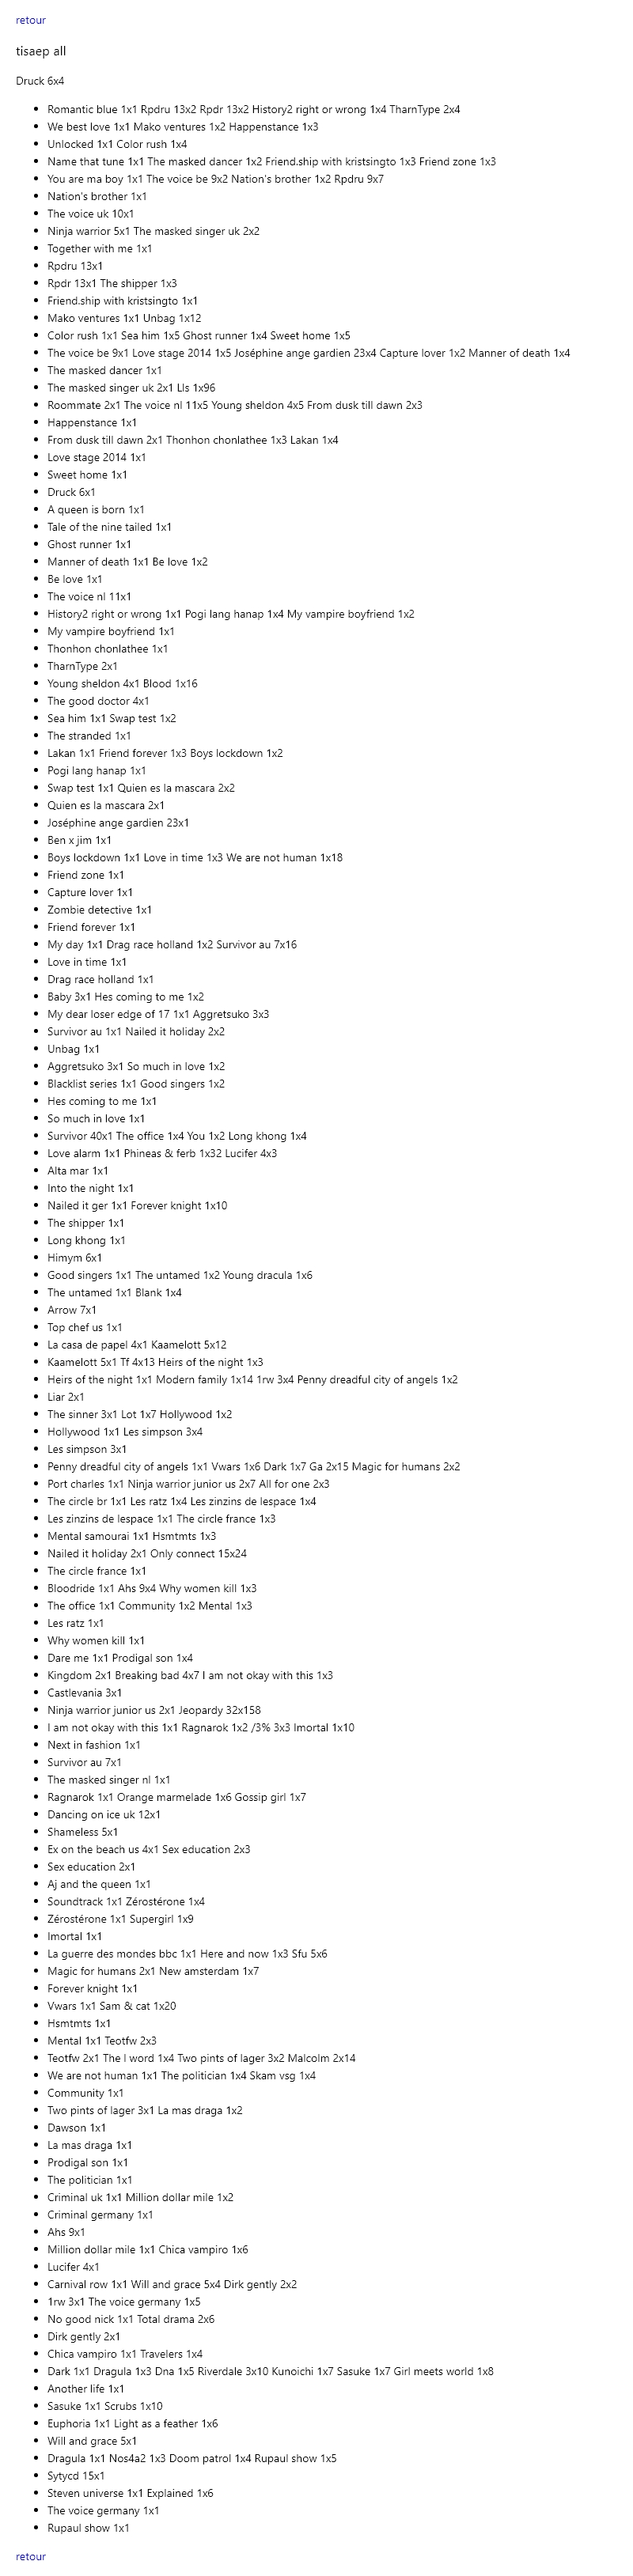 retour
tisaep all
Druck 6x4
Romantic blue 1x1 Rpdru 13x2 Rpdr 13x2 History2 right or wrong 1x4 TharnType 2x4
We best love 1x1 Mako ventures 1x2 Happenstance 1x3
Unlocked 1x1 Color rush 1x4
Name that tune 1x1 The masked dancer 1x2 Friend.ship with kristsingto 1x3 Friend zone 1x3
You are ma boy 1x1 The voice be 9x2 Nation's brother 1x2 Rpdru 9x7
Nation's brother 1x1
The voice uk 10x1
Ninja warrior 5x1 The masked singer uk 2x2
Together with me 1x1
Rpdru 13x1
Rpdr 13x1 The shipper 1x3
Friend.ship with kristsingto 1x1
Mako ventures 1x1 Unbag 1x12
Color rush 1x1 Sea him 1x5 Ghost runner 1x4 Sweet home 1x5
The voice be 9x1 Love stage 2014 1x5 Joséphine ange gardien 23x4 Capture lover 1x2 Manner of death 1x4
The masked dancer 1x1
The masked singer uk 2x1 Lls 1x96
Roommate 2x1 The voice nl 11x5 Young sheldon 4x5 From dusk till dawn 2x3
Happenstance 1x1
From dusk till dawn 2x1 Thonhon chonlathee 1x3 Lakan 1x4
Love stage 2014 1x1
Sweet home 1x1
Druck 6x1
A queen is born 1x1
Tale of the nine tailed 1x1
Ghost runner 1x1
Manner of death 1x1 Be love 1x2
Be love 1x1
The voice nl 11x1
History2 right or wrong 1x1 Pogi lang hanap 1x4 My vampire boyfriend 1x2
My vampire boyfriend 1x1
Thonhon chonlathee 1x1
TharnType 2x1
Young sheldon 4x1 Blood 1x16
The good doctor 4x1
Sea him 1x1 Swap test 1x2
The stranded 1x1
Lakan 1x1 Friend forever 1x3 Boys lockdown 1x2
Pogi lang hanap 1x1
Swap test 1x1 Quien es la mascara 2x2
Quien es la mascara 2x1
Joséphine ange gardien 23x1
Ben x jim 1x1
Boys lockdown 1x1 Love in time 1x3 We are not human 1x18
Friend zone 1x1
Capture lover 1x1
Zombie detective 1x1
Friend forever 1x1
My day 1x1 Drag race holland 1x2 Survivor au 7x16
Love in time 1x1
Drag race holland 1x1
Baby 3x1 Hes coming to me 1x2
My dear loser edge of 17 1x1 Aggretsuko 3x3
Survivor au 1x1 Nailed it holiday 2x2
Unbag 1x1
Aggretsuko 3x1 So much in love 1x2
Blacklist series 1x1 Good singers 1x2
Hes coming to me 1x1
So much in love 1x1
Survivor 40x1 The office 1x4 You 1x2 Long khong 1x4
Love alarm 1x1 Phineas & ferb 1x32 Lucifer 4x3
Alta mar 1x1
Into the night 1x1
Nailed it ger 1x1 Forever knight 1x10
The shipper 1x1
Long khong 1x1
Himym 6x1
Good singers 1x1 The untamed 1x2 Young dracula 1x6
The untamed 1x1 Blank 1x4
Arrow 7x1
Top chef us 1x1
La casa de papel 4x1 Kaamelott 5x12
Kaamelott 5x1 Tf 4x13 Heirs of the night 1x3
Heirs of the night 1x1 Modern family 1x14 1rw 3x4 Penny dreadful city of angels 1x2
Liar 2x1
The sinner 3x1 Lot 1x7 Hollywood 1x2
Hollywood 1x1 Les simpson 3x4
Les simpson 3x1
Penny dreadful city of angels 1x1 Vwars 1x6 Dark 1x7 Ga 2x15 Magic for humans 2x2
Port charles 1x1 Ninja warrior junior us 2x7 All for one 2x3
The circle br 1x1 Les ratz 1x4 Les zinzins de lespace 1x4
Les zinzins de lespace 1x1 The circle france 1x3
Mental samourai 1x1 Hsmtmts 1x3
Nailed it holiday 2x1 Only connect 15x24
The circle france 1x1
Bloodride 1x1 Ahs 9x4 Why women kill 1x3
The office 1x1 Community 1x2 Mental 1x3
Les ratz 1x1
Why women kill 1x1
Dare me 1x1 Prodigal son 1x4
Kingdom 2x1 Breaking bad 4x7 I am not okay with this 1x3
Castlevania 3x1
Ninja warrior junior us 2x1 Jeopardy 32x158
I am not okay with this 1x1 Ragnarok 1x2 /3% 3x3 Imortal 1x10
Next in fashion 1x1
Survivor au 7x1
The masked singer nl 1x1
Ragnarok 1x1 Orange marmelade 1x6 Gossip girl 1x7
Dancing on ice uk 12x1
Shameless 5x1
Ex on the beach us 4x1 Sex education 2x3
Sex education 2x1
Aj and the queen 1x1
Soundtrack 1x1 Zérostérone 1x4
Zérostérone 1x1 Supergirl 1x9
Imortal 1x1
La guerre des mondes bbc 1x1 Here and now 1x3 Sfu 5x6
Magic for humans 2x1 New amsterdam 1x7
Forever knight 1x1
Vwars 1x1 Sam & cat 1x20
Hsmtmts 1x1
Mental 1x1 Teotfw 2x3
Teotfw 2x1 The l word 1x4 Two pints of lager 3x2 Malcolm 2x14
We are not human 1x1 The politician 1x4 Skam vsg 1x4
Community 1x1
Two pints of lager 3x1 La mas draga 1x2
Dawson 1x1
La mas draga 1x1
Prodigal son 1x1
The politician 1x1
Criminal uk 1x1 Million dollar mile 1x2
Criminal germany 1x1
Ahs 9x1
Million dollar mile 1x1 Chica vampiro 1x6
Lucifer 4x1
Carnival row 1x1 Will and grace 5x4 Dirk gently 2x2
1rw 3x1 The voice germany 1x5
No good nick 1x1 Total drama 2x6
Dirk gently 2x1
Chica vampiro 1x1 Travelers 1x4
Dark 1x1 Dragula 1x3 Dna 1x5 Riverdale 3x10 Kunoichi 1x7 Sasuke 1x7 Girl meets world 1x8
Another life 1x1
Sasuke 1x1 Scrubs 1x10
Euphoria 1x1 Light as a feather 1x6
Will and grace 5x1
Dragula 1x1 Nos4a2 1x3 Doom patrol 1x4 Rupaul show 1x5
Sytycd 15x1
Steven universe 1x1 Explained 1x6
The voice germany 1x1
Rupaul show 1x1
retour